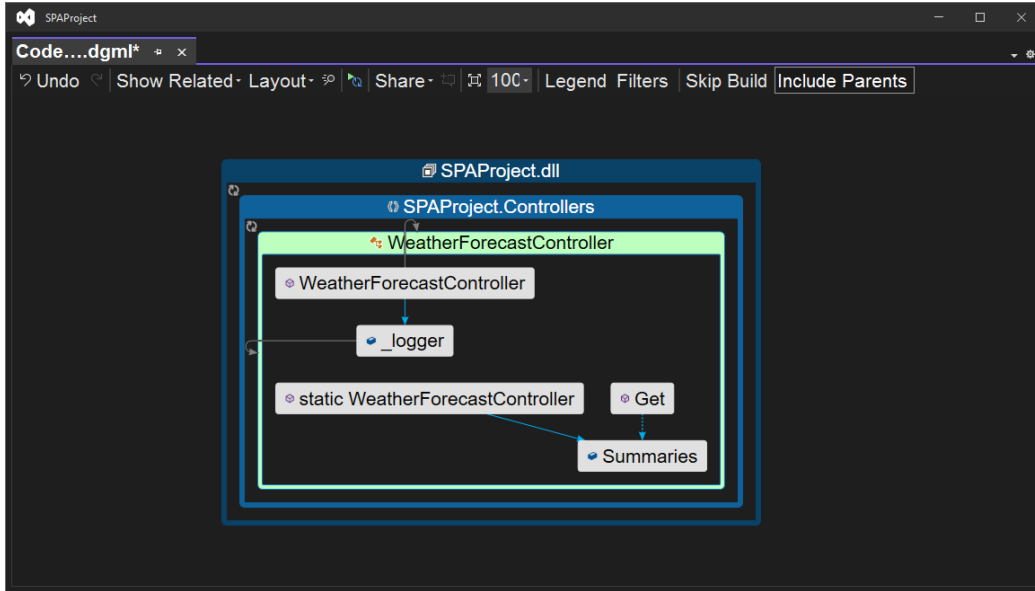 SPAProject
Code....dgml*
Undo Show Related Layout Share 100 Legend Filters Skip Build Include Parents
SPAProject.dll
SPAProject.Controllers
WeatherForecastController
WeatherForecastController
_logger
static WeatherForecastController Get
Summaries